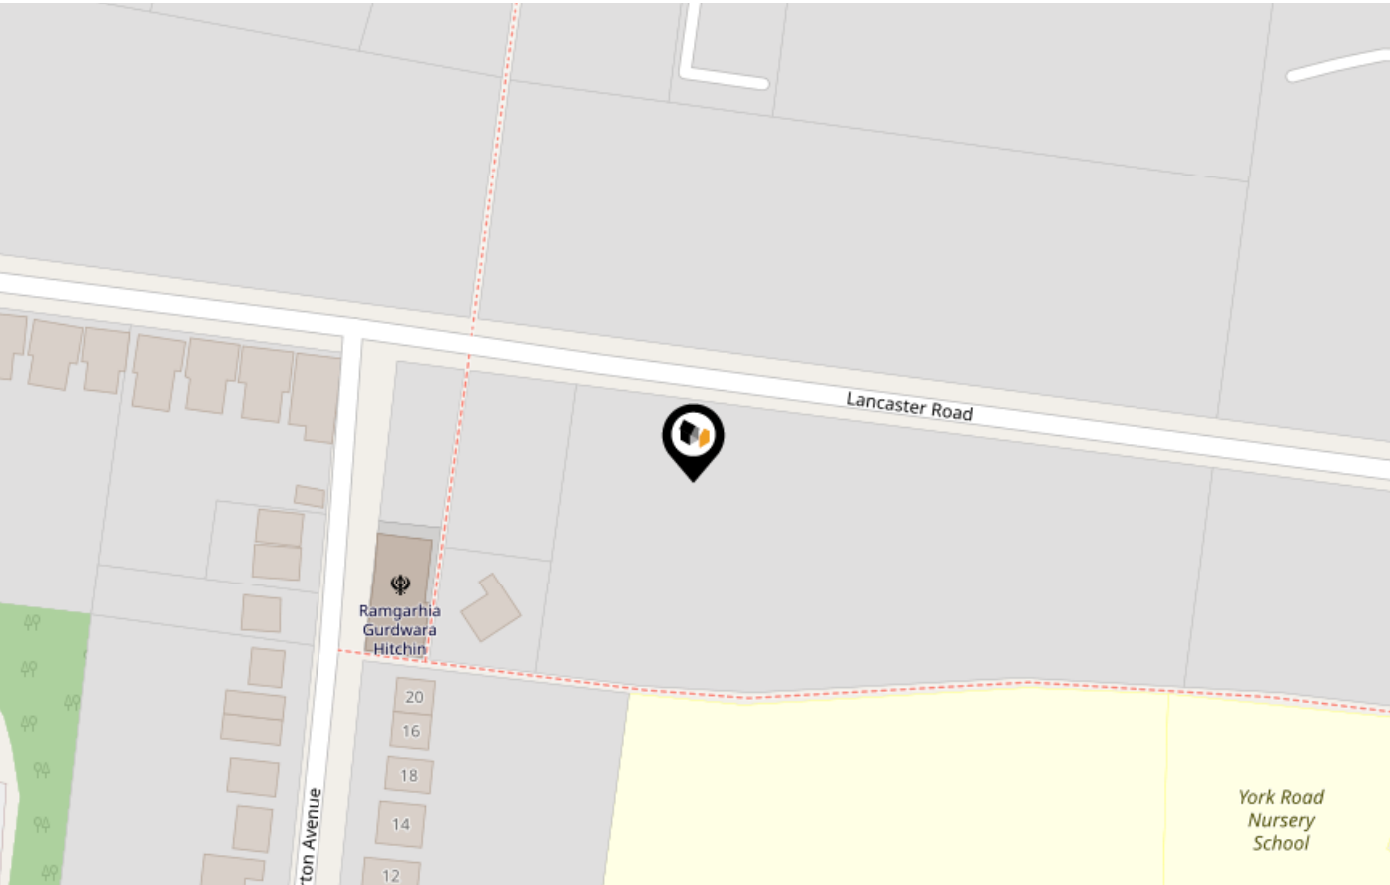 Lancaster Road
Ramgarhia
Gurdwara
Hitchin
20
16
18
14
12
rton Avenue
York Road
Nursery
School